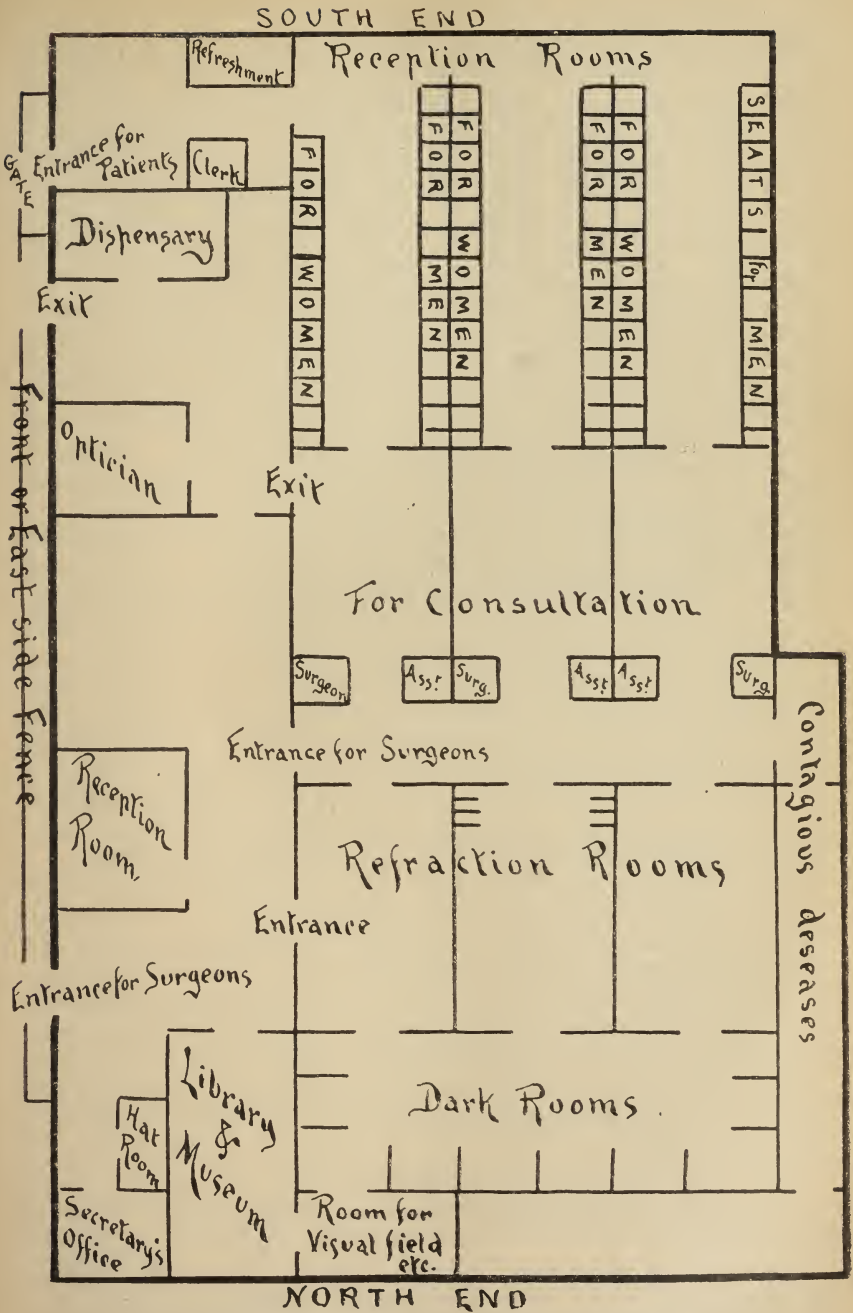 SOUTH END
Refreshment
Reception Rooms
GATE
Entrance for
Patients
Clerk
Dispensary
Exit
FOR WOMEN
FOR MEN
FOR WOMEN
FOR MEN
FOR WOMEN
SEATS for MEN
Front or East side Fence
Optician
Exit
For Consultation
Surgeon
Asst
Surg.
Asst
Asst
Surg.
Entrance for Surgeons
Contagious deseases
Reception
Room.
Refraction Rooms
Entrance
Entrance for Surgeons
Library
&
Museum
Dark Rooms.
Hat
Room
Secretary's
Office
Room for
Visual field
etc.
NORTH END